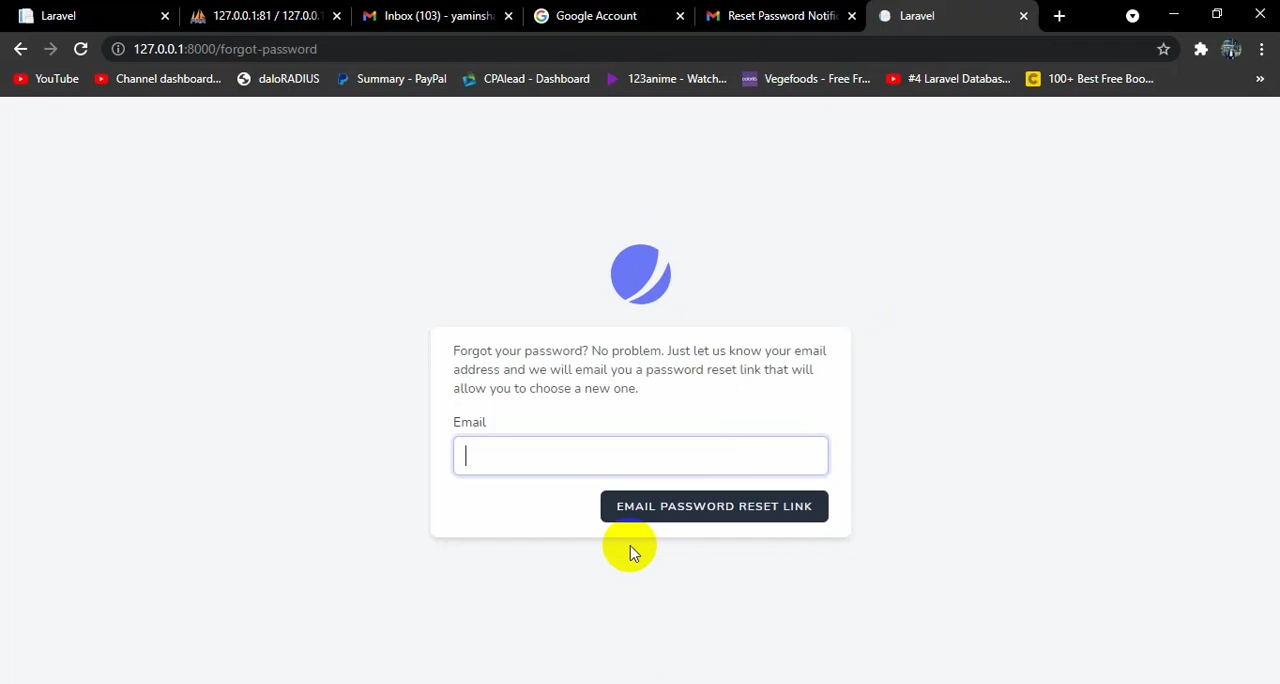 Laravel
127.0.0.1:81 / 127.0.0.
Inbox (103) - yaminsha
Google Account
Reset Password Notific
Laravel
127.0.0.1:8000/forgot-password
YouTube
Channel dashboard...
daloRADIUS
Summary - PayPal
CPAlead - Dashboard
123anime - Watch...
Vegefoods - Free Fr...
#4 Laravel Databas...
100+ Best Free Boo...
»
Forgot your password? No problem. Just let us know your email
address and we will email you a password reset link that will
allow you to choose a new one.
Email
EMAIL PASSWORD RESET LINK